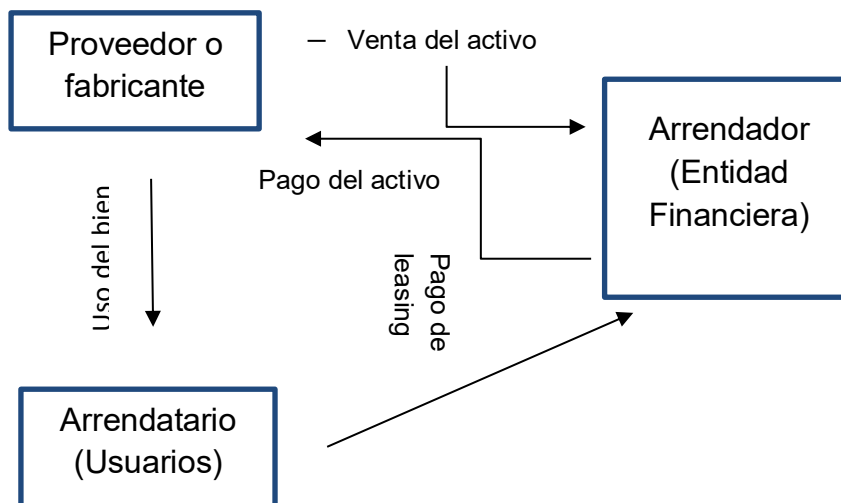 Proveedor o
fabricante
– Venta del activo
Arrendador
(Entidad
Financiera)
Pago del activo
Uso del bien
Pago de
leasing
Arrendatario
(Usuarios)